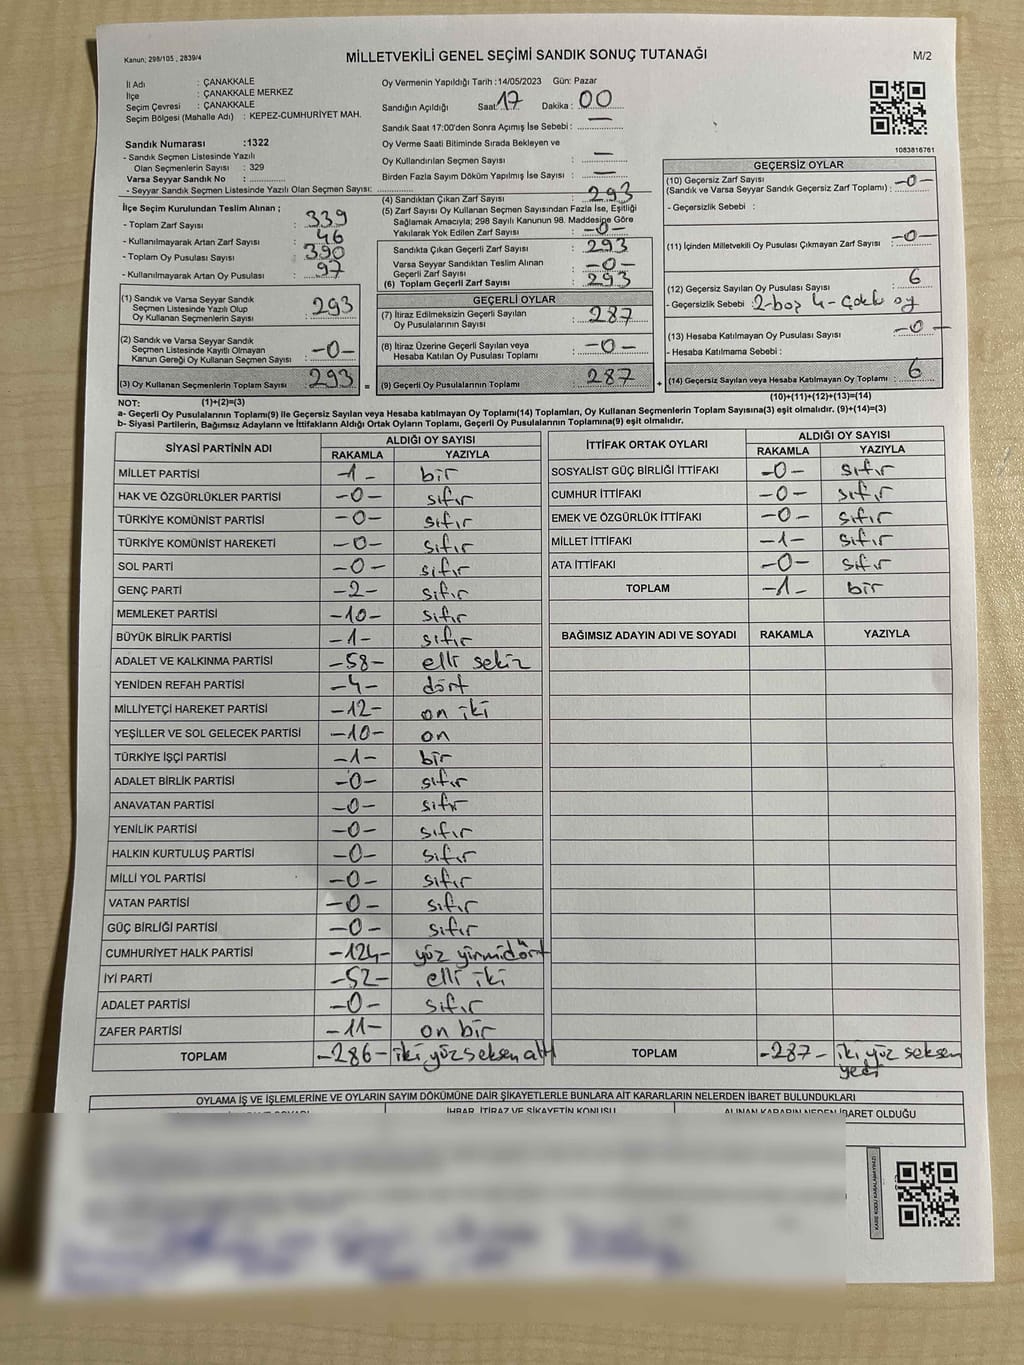 Kanun; 298/105 , 2839/4
MİLLETVEKİLİ GENEL SEÇİMİ SANDIK SONUÇ TUTANAĞI
M/2
İl Adı : ÇANAKKALE
İlçe : ÇANAKKALE MERKEZ
Seçim Çevresi : ÇANAKKALE
Seçim Bölgesi (Mahalle Adı) : KEPEZ-CUMHURİYET MAH.
Sandık Numarası :1322
- Sandık Seçmen Listesinde Yazılı
Olan Seçmenlerin Sayısı : 329
Varsa Seyyar Sandık No :
- Seyyar Sandık Seçmen Listesinde Yazılı Olan Seçmen Sayısı:
Oy Vermenin Yapıldığı Tarih :14/05/2023 Gün: Pazar
Sandığın Açıldığı Saat: 17 Dakika : 00
Sandık Saat 17:00'den Sonra Açımış İse Sebebi : —
Oy Verme Saati Bitiminde Sırada Bekleyen ve
Oy Kullandırılan Seçmen Sayısı : —
Birden Fazla Sayım Döküm Yapılmış İse Sayısı : —
1083816761
İlçe Seçim Kurulundan Teslim Alınan ;
- Toplam Zarf Sayısı : 339
- Kullanılmayarak Artan Zarf Sayısı : 46
- Toplam Oy Pusulası Sayısı : 390
- Kullanılmayarak Artan Oy Pusulası : 97
(4) Sandıktan Çıkan Zarf Sayısı : 293
(5) Zarf Sayısı Oy Kullanan Seçmen Sayısından Fazla İse, Eşitliği
Sağlamak Amacıyla; 298 Sayılı Kanunun 98. Maddesine Göre
Yakılarak Yok Edilen Zarf Sayısı : -0-
Sandıkta Çıkan Geçerli Zarf Sayısı : 293
Varsa Seyyar Sandıktan Teslim Alınan
Geçerli Zarf Sayısı : -0-
(6) Toplam Geçerli Zarf Sayısı : 293
GEÇERSİZ OYLAR
(10) Geçersiz Zarf Sayısı
(Sandık ve Varsa Seyyar Sandık Geçersiz Zarf Toplamı) : -0-
- Geçersizlik Sebebi :
(11) İçinden Milletvekili Oy Pusulası Çıkmayan Zarf Sayısı : -0-
(12) Geçersiz Sayılan Oy Pusulası Sayısı : 6
- Geçersizlik Sebebi : 2-boş 4-çoklu oy
(13) Hesaba Katılmayan Oy Pusulası Sayısı : -0-
- Hesaba Katılmama Sebebi :
(14) Geçersiz Sayılan veya Hesaba Katılmayan Oy Toplamı : 6
(10)+(11)+(12)+(13)=(14)
(1) Sandık ve Varsa Seyyar Sandık
Seçmen Listesinde Yazılı Olup
Oy Kullanan Seçmenlerin Sayısı : 293
(2) Sandık ve Varsa Seyyar Sandık
Seçmen Listesinde Kayıtlı Olmayan
Kanun Gereği Oy Kullanan Seçmen Sayısı : -0-
(3) Oy Kullanan Seçmenlerin Toplam Sayısı : 293 =
GEÇERLİ OYLAR
(7) İtiraz Edilmeksizin Geçerli Sayılan
Oy Pusulalarının Sayısı : 287
(8) İtiraz Üzerine Geçerli Sayılan veya
Hesaba Katılan Oy Pusulası Toplamı : -0-
(9) Geçerli Oy Pusulalarının Toplamı : 287 +
NOT: (1)+(2)=(3)
a- Geçerli Oy Pusulalarının Toplamı(9) ile Geçersiz Sayılan veya Hesaba katılmayan Oy Toplamı(14) Toplamları, Oy Kullanan Seçmenlerin Toplam Sayısına(3) eşit olmalıdır. (9)+(14)=(3)
b- Siyasi Partilerin, Bağımsız Adayların ve İttifakların Aldığı Ortak Oyların Toplamı, Geçerli Oy Pusulalarının Toplamına(9) eşit olmalıdır.
SİYASİ PARTİNİN ADI ALDIĞI OY SAYISI
RAKAMLA YAZIYLA
MİLLET PARTİSİ -1- bir
HAK VE ÖZGÜRLÜKLER PARTİSİ -0- sıfır
TÜRKİYE KOMÜNİST PARTİSİ -0- sıfır
TÜRKİYE KOMÜNİST HAREKETİ -0- sıfır
SOL PARTİ -0- sıfır
GENÇ PARTİ -2- sıfır
MEMLEKET PARTİSİ -10- sıfır
BÜYÜK BİRLİK PARTİSİ -1- sıfır
ADALET VE KALKINMA PARTİSİ -58- elli sekiz
YENİDEN REFAH PARTİSİ -4- dört
MİLLİYETÇİ HAREKET PARTİSİ -12- on iki
YEŞİLLER VE SOL GELECEK PARTİSİ -10- on
TÜRKİYE İŞÇİ PARTİSİ -1- bir
ADALET BİRLİK PARTİSİ -0- sıfır
ANAVATAN PARTİSİ -0- sıfır
YENİLİK PARTİSİ -0- sıfır
HALKIN KURTULUŞ PARTİSİ -0- sıfır
MİLLİ YOL PARTİSİ -0- sıfır
VATAN PARTİSİ -0- sıfır
GÜÇ BİRLİĞİ PARTİSİ -0- sıfır
CUMHURİYET HALK PARTİSİ -124- yüz yirmidört
İYİ PARTİ -52- elli iki
ADALET PARTİSİ -0- sıfır
ZAFER PARTİSİ -11- on bir
TOPLAM -286- iki yüz seksen altı
İTTİFAK ORTAK OYLARI ALDIĞI OY SAYISI
RAKAMLA YAZIYLA
SOSYALİST GÜÇ BİRLİĞİ İTTİFAKI -0- sıfır
CUMHUR İTTİFAKI -0- sıfır
EMEK VE ÖZGÜRLÜK İTTİFAKI -0- sıfır
MİLLET İTTİFAKI -1- sıfır
ATA İTTİFAKI -0- sıfır
TOPLAM -1- bir
BAĞIMSIZ ADAYIN ADI VE SOYADI RAKAMLA YAZIYLA
TOPLAM -287- iki yüz seksen
yedi
OYLAMA İŞ VE İŞLEMLERİNE VE OYLARIN SAYIM DÖKÜMÜNE DAİR ŞİKAYETLERLE BUNLARA AİT KARARLARIN NELERDEN İBARET BULUNDUKLARI
İHBAR, İTİRAZ VE ŞİKAYETİN KONUSU ALINAN KARARIN NEDEN İBARET OLDUĞU